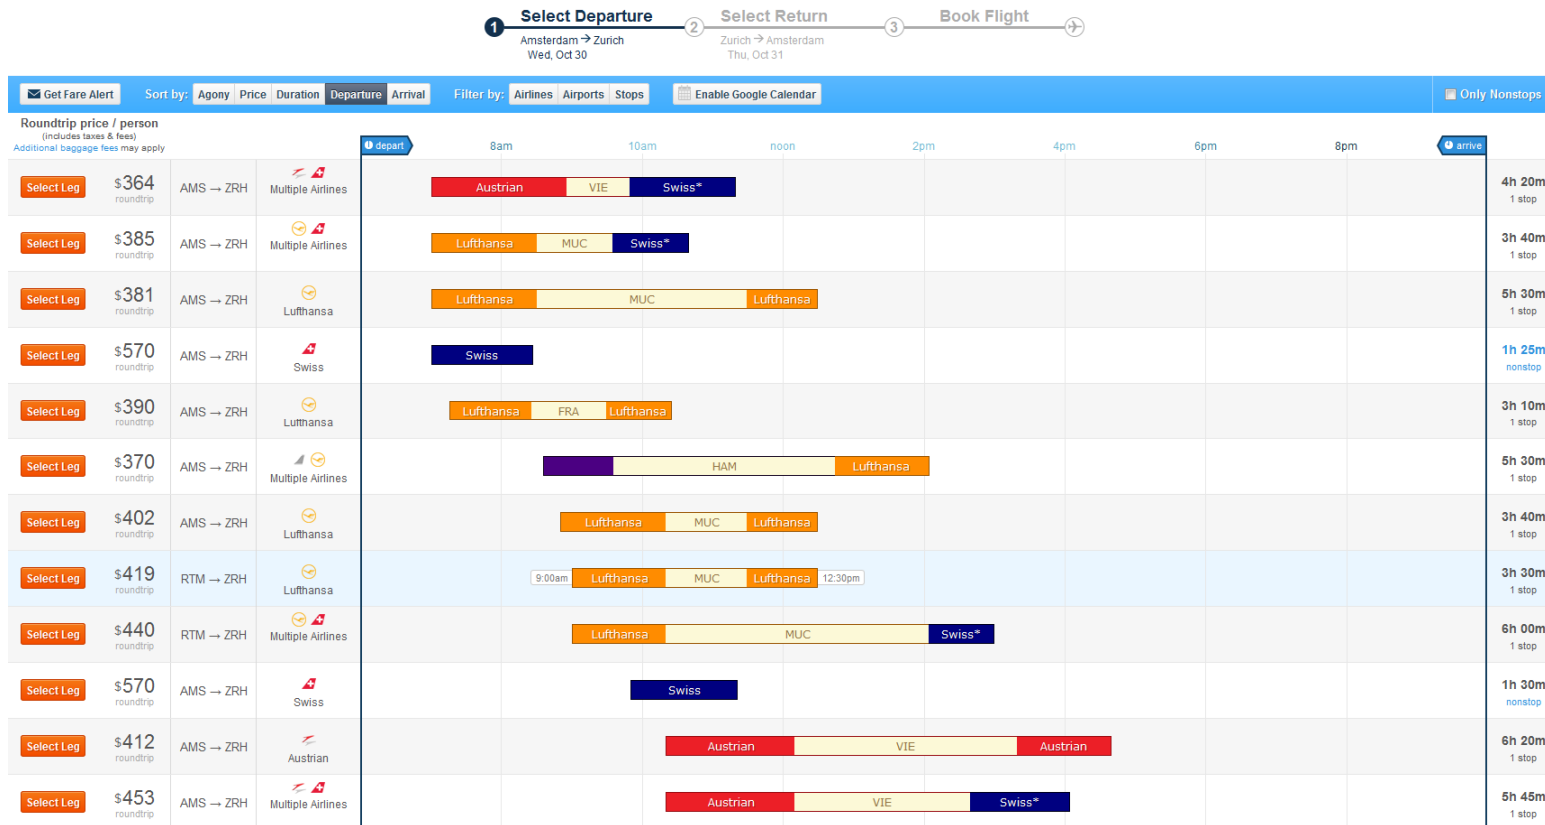 1 Select Departure 2 Select Return 3 Book Flight
Amsterdam → Zurich Zurich → Amsterdam
Wed, Oct 30 Thu, Oct 31
Get Fare Alert Sort by: Agony Price Duration Departure Arrival Filter by: Airlines Airports Stops Enable Google Calendar Only Nonstops
Roundtrip price / person
(includes taxes & fees)
Additional baggage fees may apply
depart 8am 10am noon 2pm 4pm 6pm 8pm arrive
Select Leg $364 roundtrip AMS → ZRH Multiple Airlines Austrian VIE Swiss* 4h 20m 1 stop
Select Leg $385 roundtrip AMS → ZRH Multiple Airlines Lufthansa MUC Swiss* 3h 40m 1 stop
Select Leg $381 roundtrip AMS → ZRH Lufthansa Lufthansa MUC Lufthansa 5h 30m 1 stop
Select Leg $570 roundtrip AMS → ZRH Swiss Swiss 1h 25m nonstop
Select Leg $390 roundtrip AMS → ZRH Lufthansa Lufthansa FRA Lufthansa 3h 10m 1 stop
Select Leg $370 roundtrip AMS → ZRH Multiple Airlines HAM Lufthansa 5h 30m 1 stop
Select Leg $402 roundtrip AMS → ZRH Lufthansa Lufthansa MUC Lufthansa 3h 40m 1 stop
Select Leg $419 roundtrip RTM → ZRH Lufthansa 9:00am Lufthansa MUC Lufthansa 12:30pm 3h 30m 1 stop
Select Leg $440 roundtrip RTM → ZRH Multiple Airlines Lufthansa MUC Swiss* 6h 00m 1 stop
Select Leg $570 roundtrip AMS → ZRH Swiss Swiss 1h 30m nonstop
Select Leg $412 roundtrip AMS → ZRH Austrian Austrian VIE Austrian 6h 20m 1 stop
Select Leg $453 roundtrip AMS → ZRH Multiple Airlines Austrian VIE Swiss* 5h 45m 1 stop